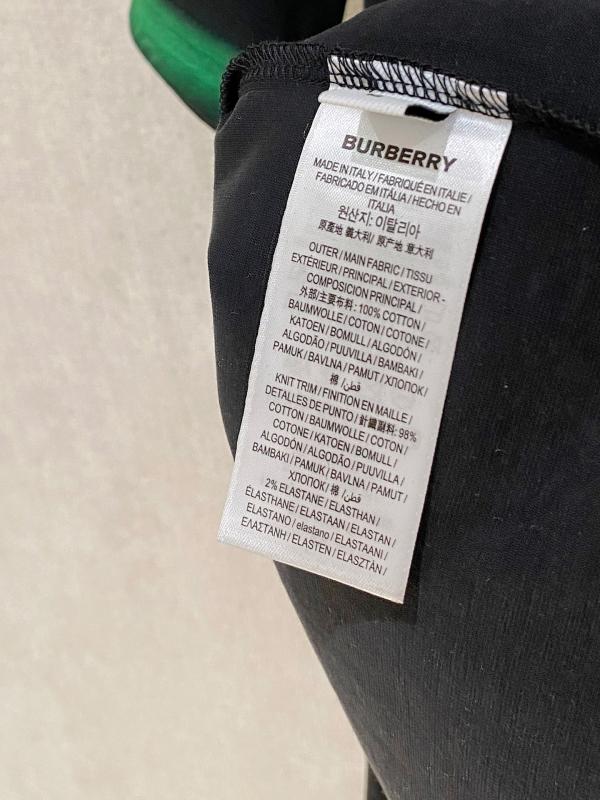 BURBERRY
MADE IN ITALY / FABRIQUÉ EN ITALIE /
FABRICADO EM ITÁLIA / HECHO EN
ITALIA
원산지: 이탈리아
原產地 義大利 / 原产地 意大利
OUTER / MAIN FABRIC / TISSU
EXTÉRIEUR / PRINCIPAL / EXTERIOR -
COMPOSICION PRINCIPAL /
外部/主要布料 : 100% COTTON /
BAUMWOLLE / COTON / COTONE /
KATOEN / BOMULL / ALGODÓN /
ALGODÃO / PUUVILLA / BAMBAKI /
PAMUK / BAVLNA / PAMUT / ХЛОПОК /
棉 /قطن
KNIT TRIM / FINITION EN MAILLE /
DETALLES DE PUNTO / 針織副料: 98%
COTTON / BAUMWOLLE / COTON /
COTONE / KATOEN / BOMULL /
ALGODÓN / ALGODÃO / PUUVILLA /
BAMBAKI / PAMUK / BAVLNA / PAMUT /
ХЛОПОК / 棉 /قطن
2% ELASTANE / ELASTHAN /
ÉLASTHANE / ELASTAAN / ELASTAN /
ELASTANO / elastano / ELASTAANI /
ΕΛΑΣΤΑΝΗ / ELASTEN / ELASZTÁN /